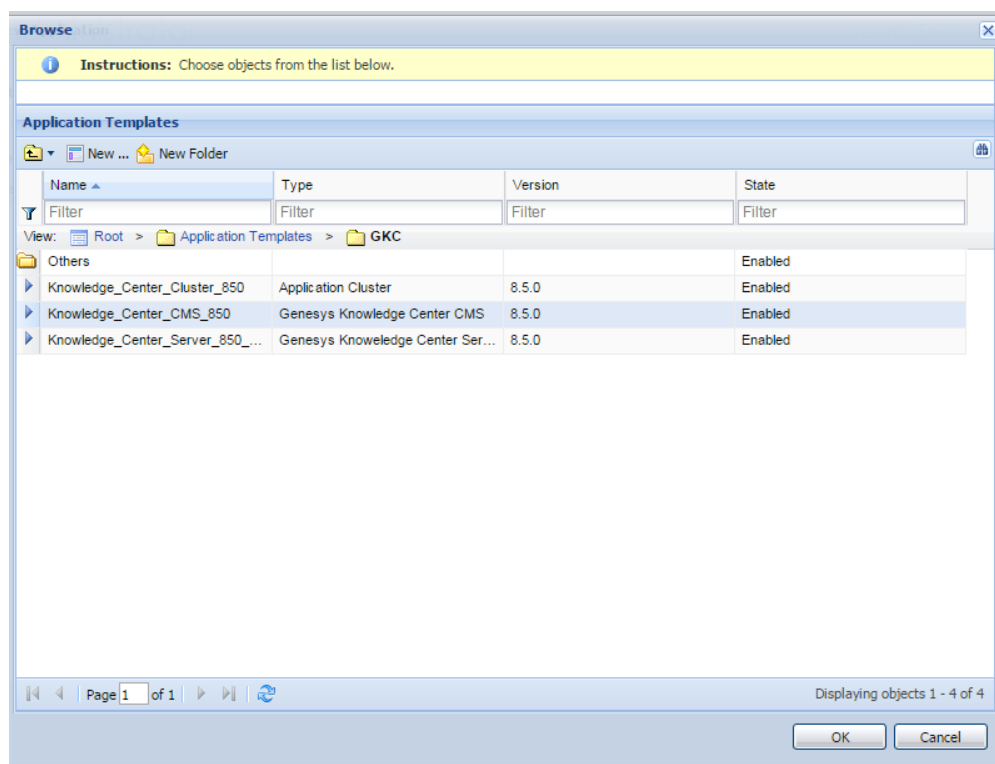 Browse
Instructions: Choose objects from the list below.
Application Templates
New ... New Folder
Name Type Version State
Filter Filter Filter Filter
View: Root > Application Templates > GKC
Others Enabled
Knowledge_Center_Cluster_850 Application Cluster 8.5.0 Enabled
Knowledge_Center_CMS_850 Genesys Knowledge Center CMS 8.5.0 Enabled
Knowledge_Center_Server_850_... Genesys Knoweledge Center Ser... 8.5.0 Enabled
Page 1 of 1 Displaying objects 1 - 4 of 4
OK Cancel